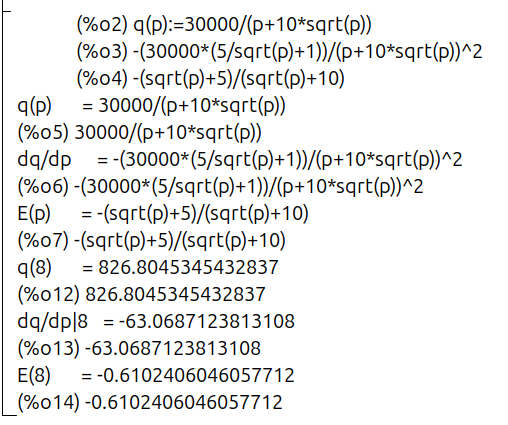 (%o2) q(p):=30000/(p+10*sqrt(p))
(%o3) -(30000*(5/sqrt(p)+1))/(p+10*sqrt(p))^2
(%o4) -(sqrt(p)+5)/(sqrt(p)+10)
q(p) = 30000/(p+10*sqrt(p))
(%o5) 30000/(p+10*sqrt(p))
dq/dp = -(30000*(5/sqrt(p)+1))/(p+10*sqrt(p))^2
(%o6) -(30000*(5/sqrt(p)+1))/(p+10*sqrt(p))^2
E(p) = -(sqrt(p)+5)/(sqrt(p)+10)
(%o7) -(sqrt(p)+5)/(sqrt(p)+10)
q(8) = 826.8045345432837
(%o12) 826.8045345432837
dq/dp|8 = -63.0687123813108
(%o13) -63.0687123813108
E(8) = -0.6102406046057712
(%o14) -0.6102406046057712